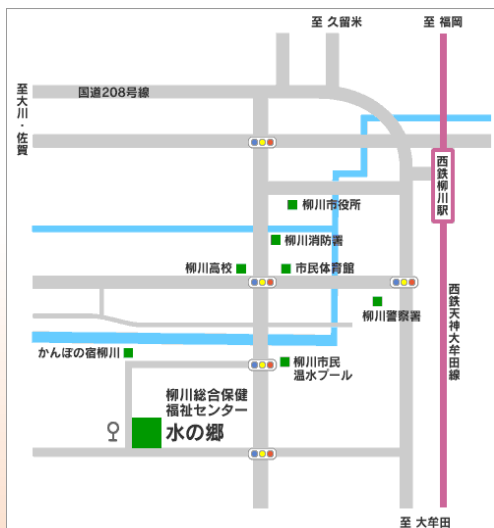 至 久留米
至 福岡
至大川・佐賀
国道208号線
西鉄柳川駅
柳川市役所
柳川消防署
柳川高校
市民体育館
西鉄天神大牟田線
柳川警察署
かんぽの宿柳川
柳川市民
温水プール
柳川総合保健
福祉センター
水の郷
至 大牟田